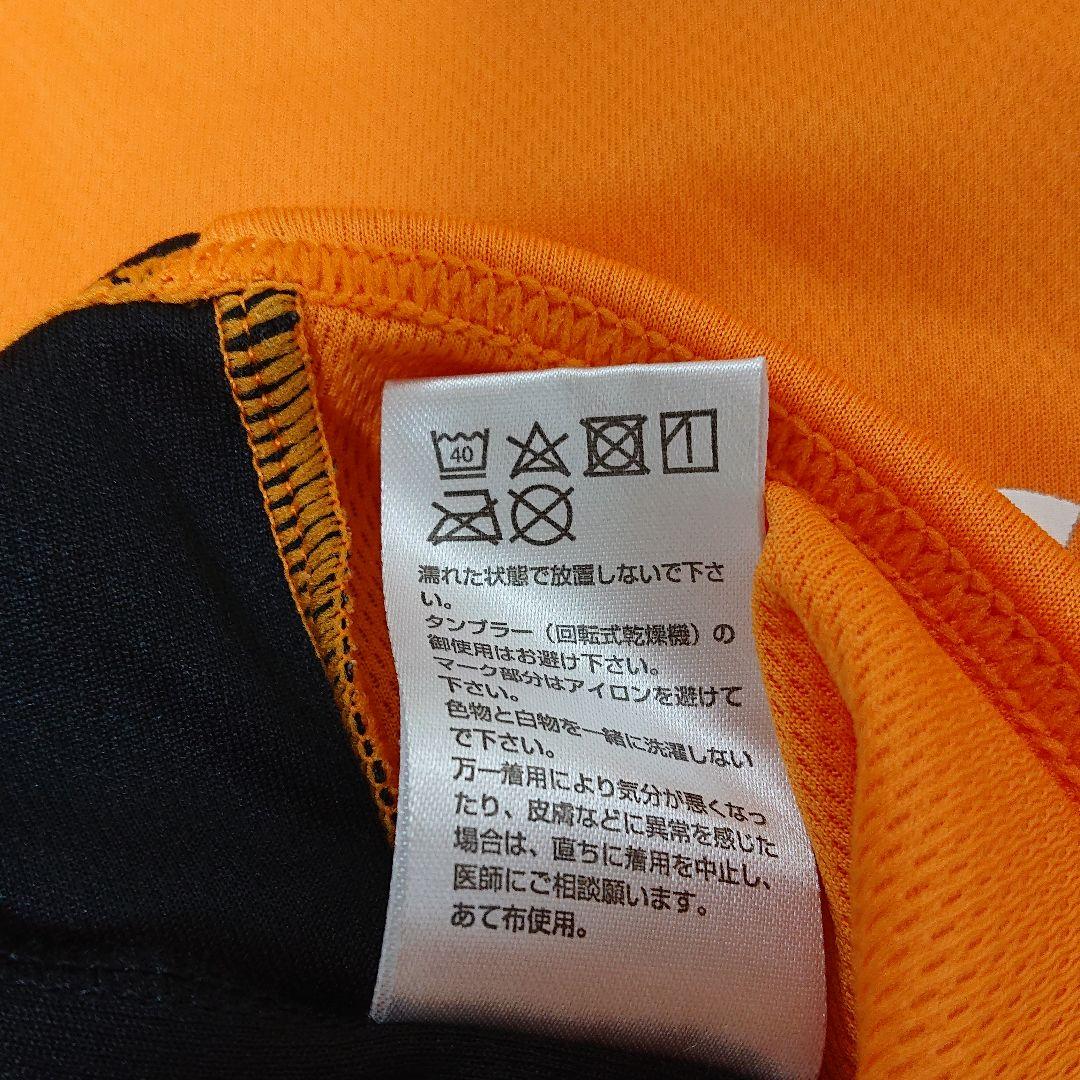 40
濡れた状態で放置しないで下さ
い。
タンブラー（回転式乾燥機）の
御使用はお避け下さい。
マーク部分はアイロンを避けて
下さい。
色物と白物を一緒に洗濯しない
で下さい。
万一着用により気分が悪くなっ
たり、皮膚などに異常を感じた
場合は、直ちに着用を中止し、
医師にご相談願います。
あて布使用。